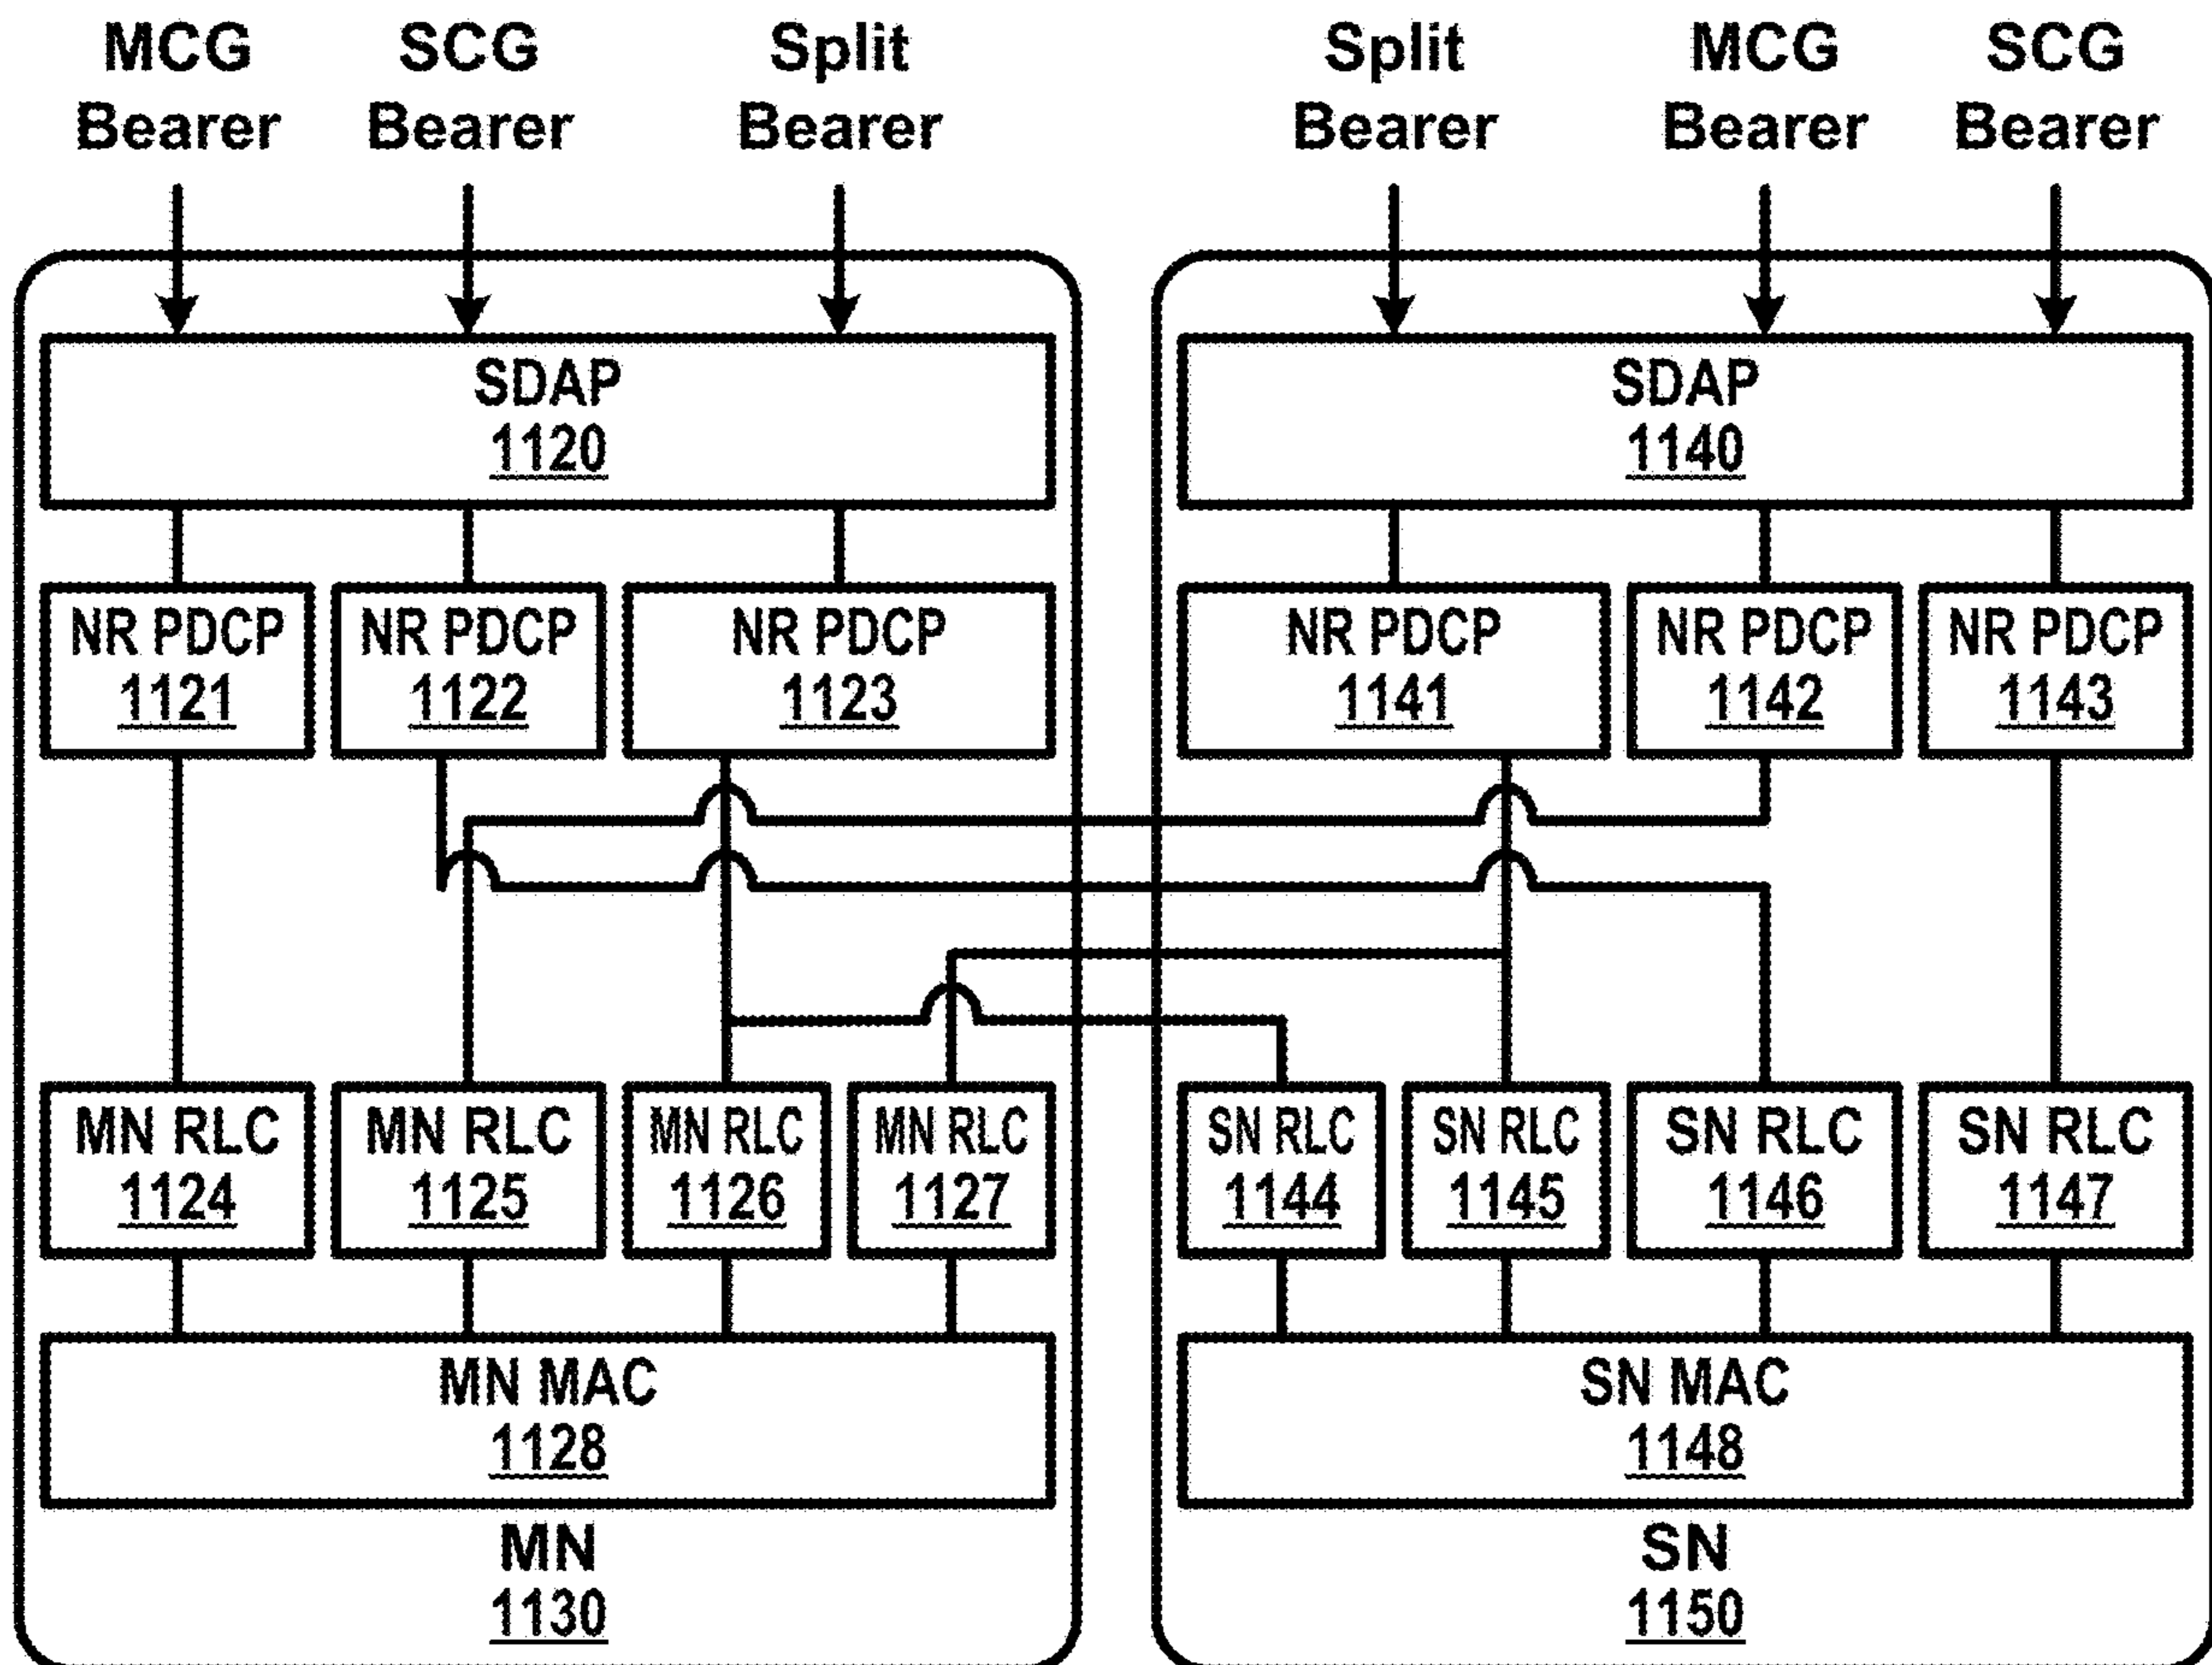 MCG
Bearer
SCG
Bearer
Split
Bearer
Split
Bearer
MCG
Bearer
SCG
Bearer
SDAP
1120
SDAP
1140
NR PDCP
1121
NR PDCP
1122
NR PDCP
1123
NR PDCP
1141
NR PDCP
1142
NR PDCP
1143
MN RLC
1124
MN RLC
1125
MN RLC
1126
MN RLC
1127
SN RLC
1144
SN RLC
1145
SN RLC
1146
SN RLC
1147
MN MAC
1128
SN MAC
1148
MN
1130
SN
1150